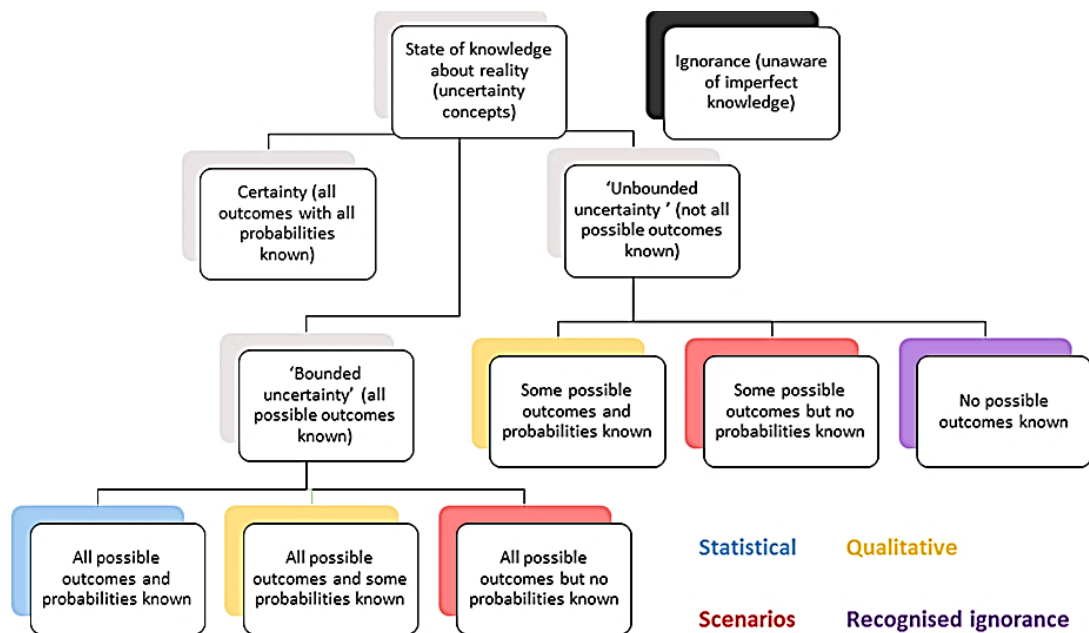 State of knowledge
about reality
(uncertainty
concepts)
Ignorance (unaware
of imperfect
knowledge)
Certainty (all
outcomes with all
probabilities
known)
‘Unbounded
uncertainty ’ (not all
possible outcomes
known)
‘Bounded
uncertainty’ (all
possible outcomes
known)
Some possible
outcomes and
probabilities known
Some possible
outcomes but no
probabilities known
No possible
outcomes known
All possible
outcomes and
probabilities known
All possible
outcomes and some
probabilities known
All possible
outcomes but no
probabilities known
Statistical
Qualitative
Scenarios
Recognised ignorance